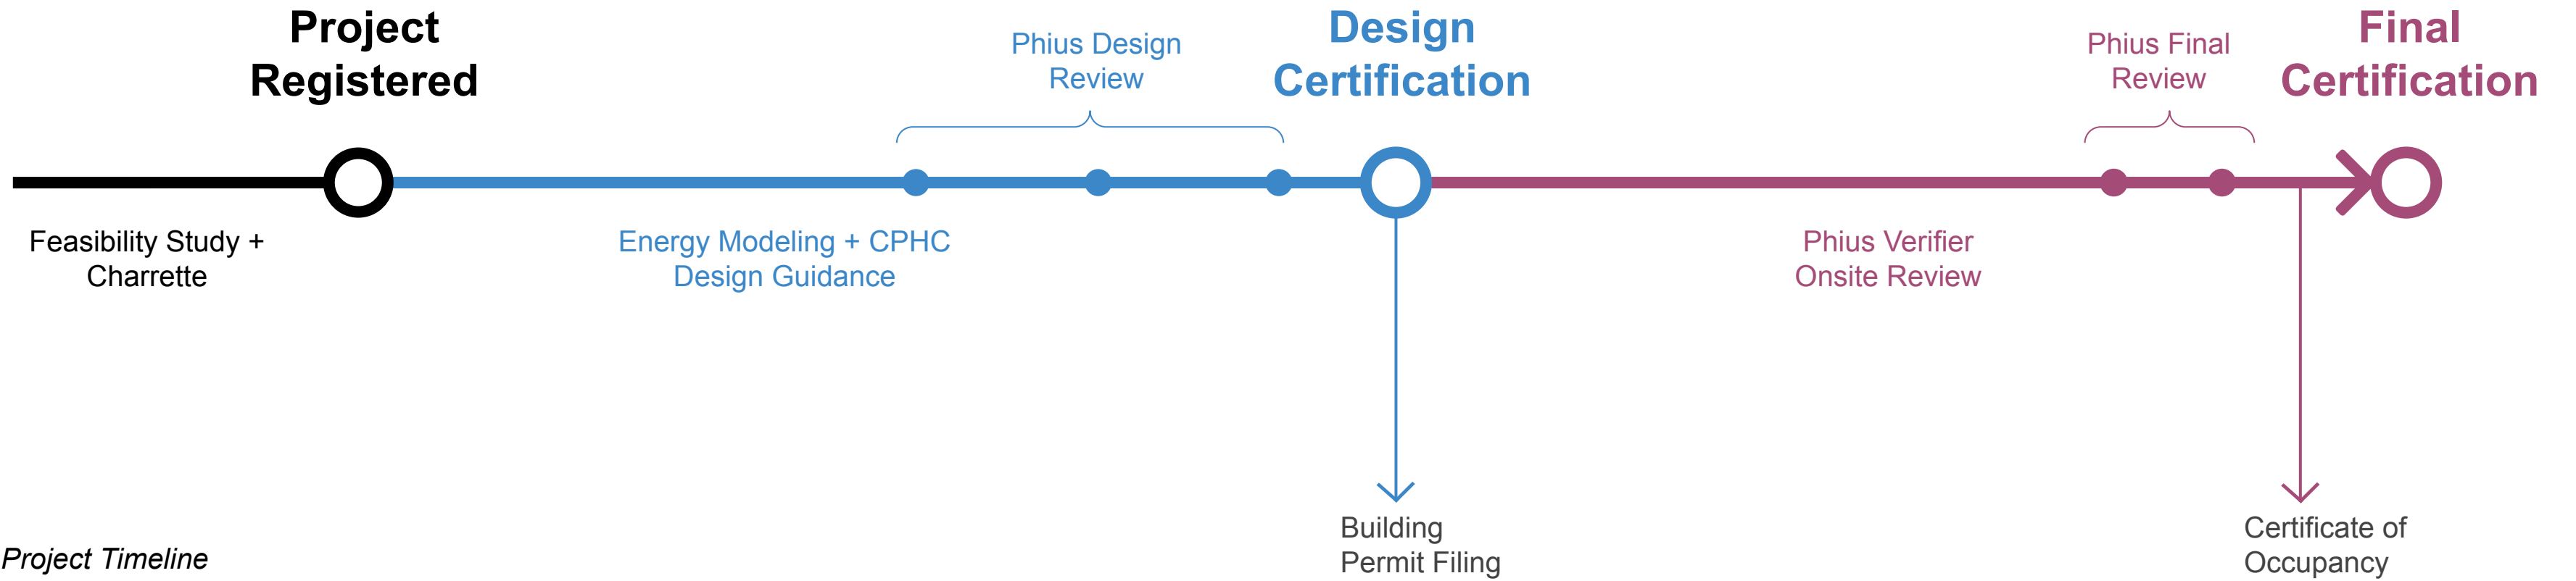 Project
Registered
Phius Design
Review
Design
Certification
Phius Final
Review
Final
Certification
Feasibility Study +
Charrette
Energy Modeling + CPHC
Design Guidance
Phius Verifier
Onsite Review
Building
Permit Filing
Certificate of
Occupancy
Project Timeline